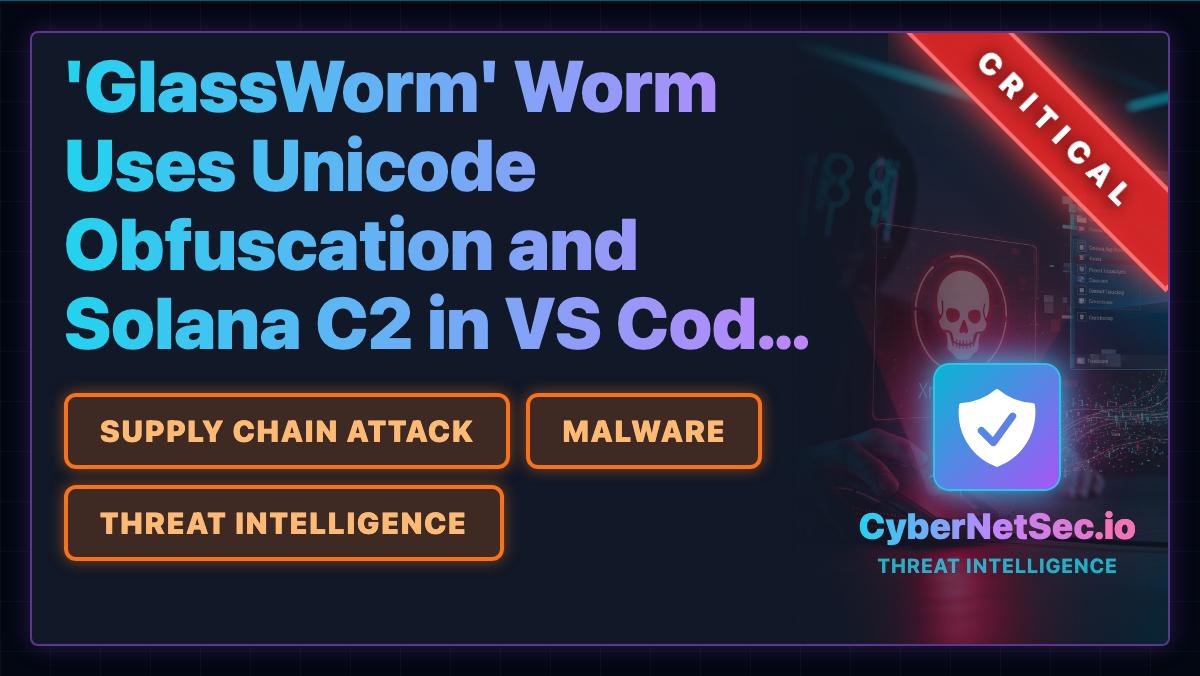 'GlassWorm' Worm
Uses Unicode
Obfuscation and
Solana C2 in VS Cod...
CRITICAL
SUPPLY CHAIN ATTACK
MALWARE
THREAT INTELLIGENCE
CyberNetSec.io
THREAT INTELLIGENCE